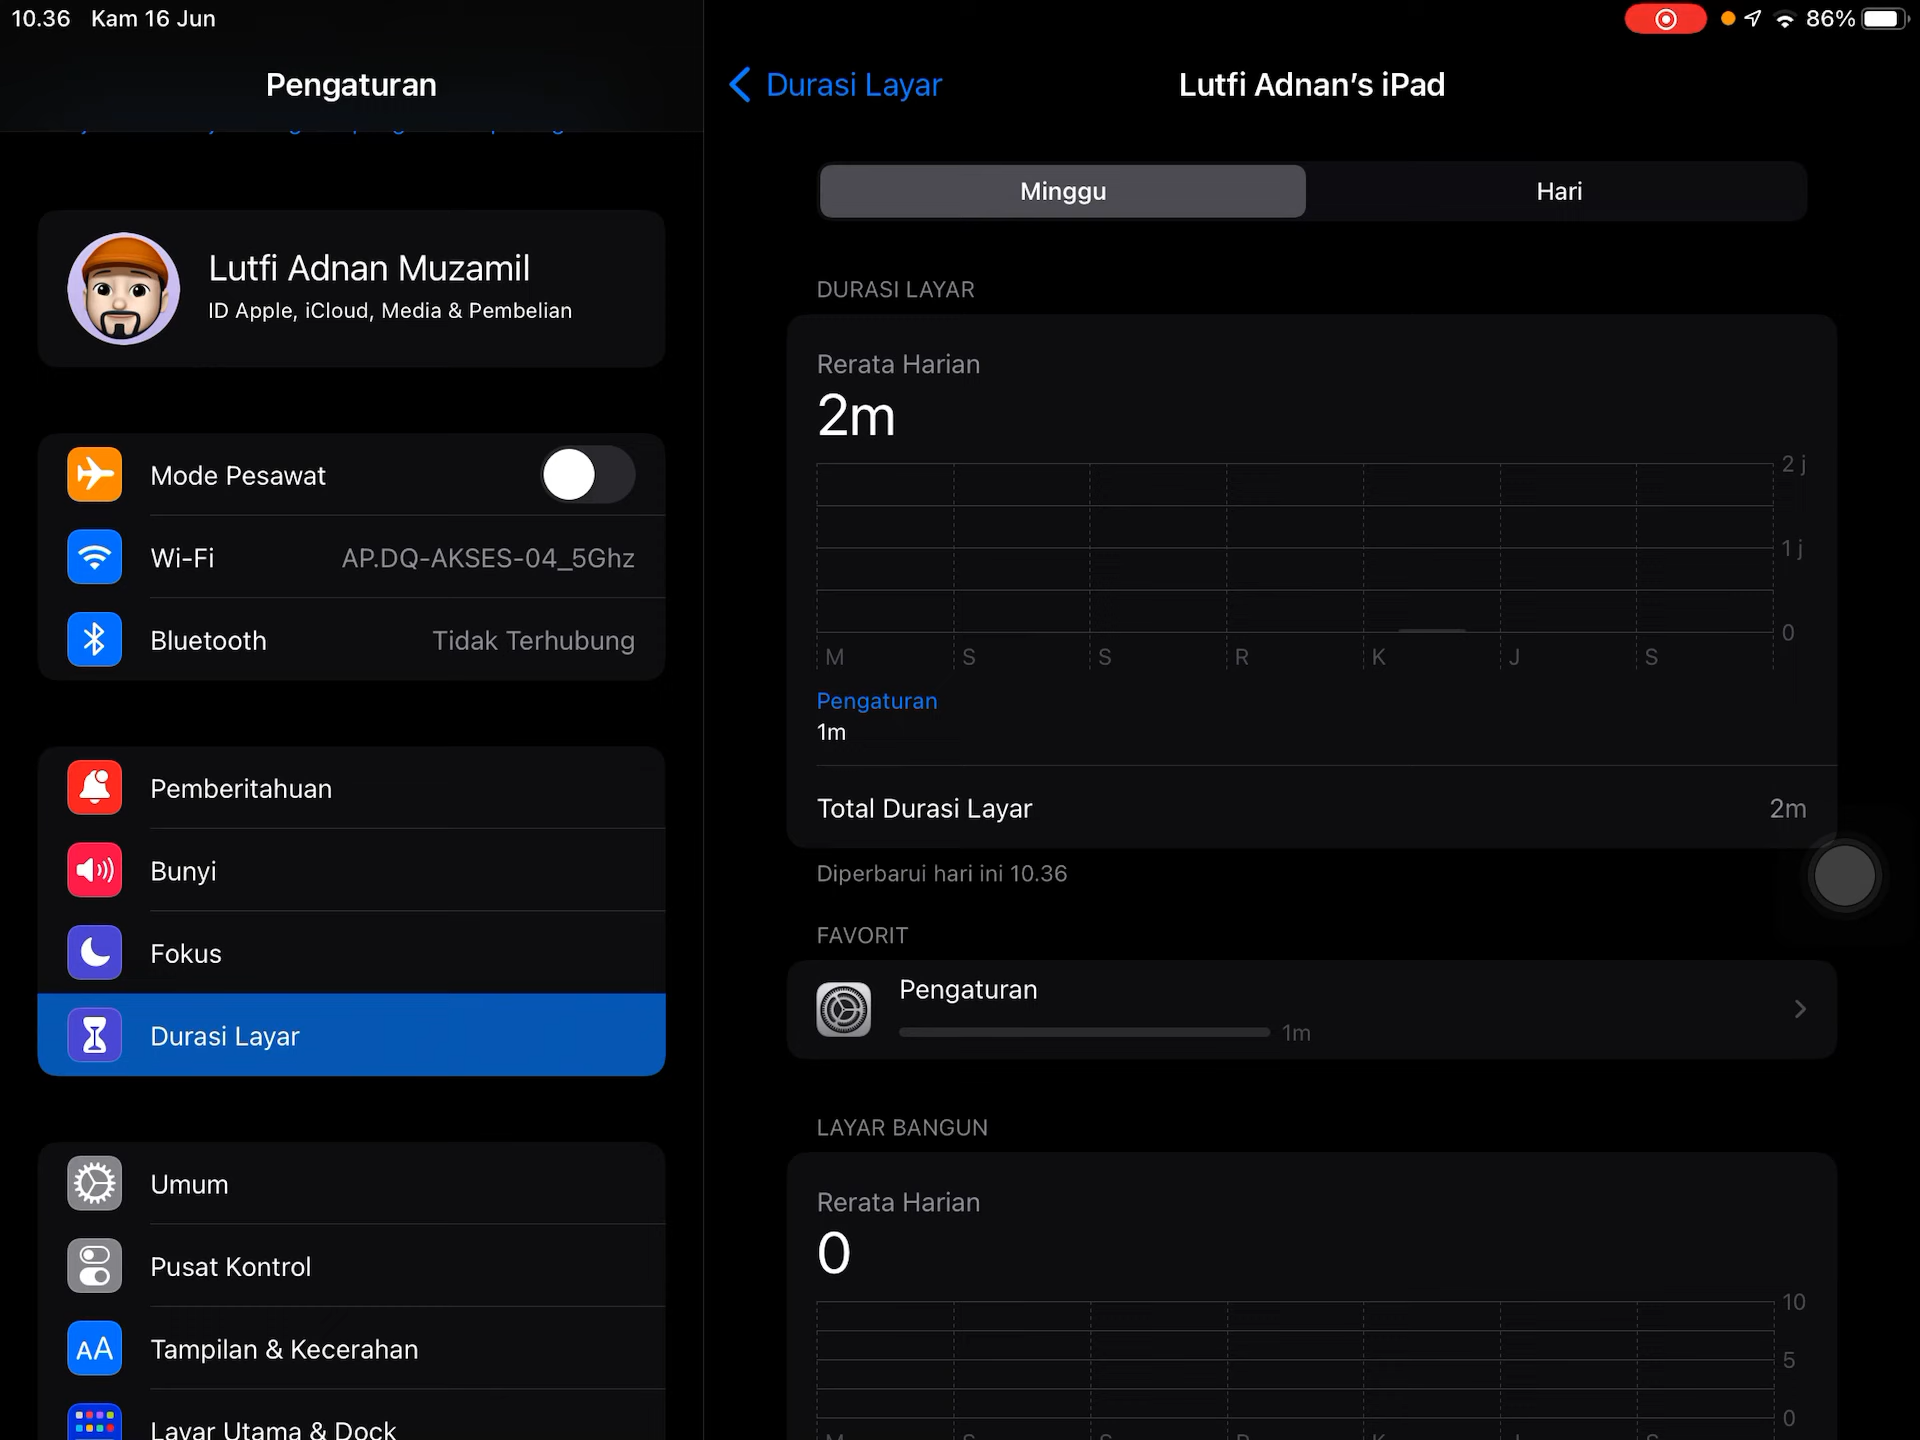 10.36 Kam 16 Jun
86%
Pengaturan
Lutfi Adnan Muzamil
ID Apple, iCloud, Media & Pembelian
Mode Pesawat
Wi-Fi AP.DQ-AKSES-04_5Ghz
Bluetooth Tidak Terhubung
Pemberitahuan
Bunyi
Fokus
Durasi Layar
Umum
Pusat Kontrol
AA Tampilan & Kecerahan
Layar Utama & Dock
Durasi Layar
Lutfi Adnan’s iPad
Minggu Hari
DURASI LAYAR
Rerata Harian
2m
2 j
1 j
0
M S S R K J S
Pengaturan
1m
Total Durasi Layar 2m
Diperbarui hari ini 10.36
FAVORIT
Pengaturan
1m
LAYAR BANGUN
Rerata Harian
0
10
5
0